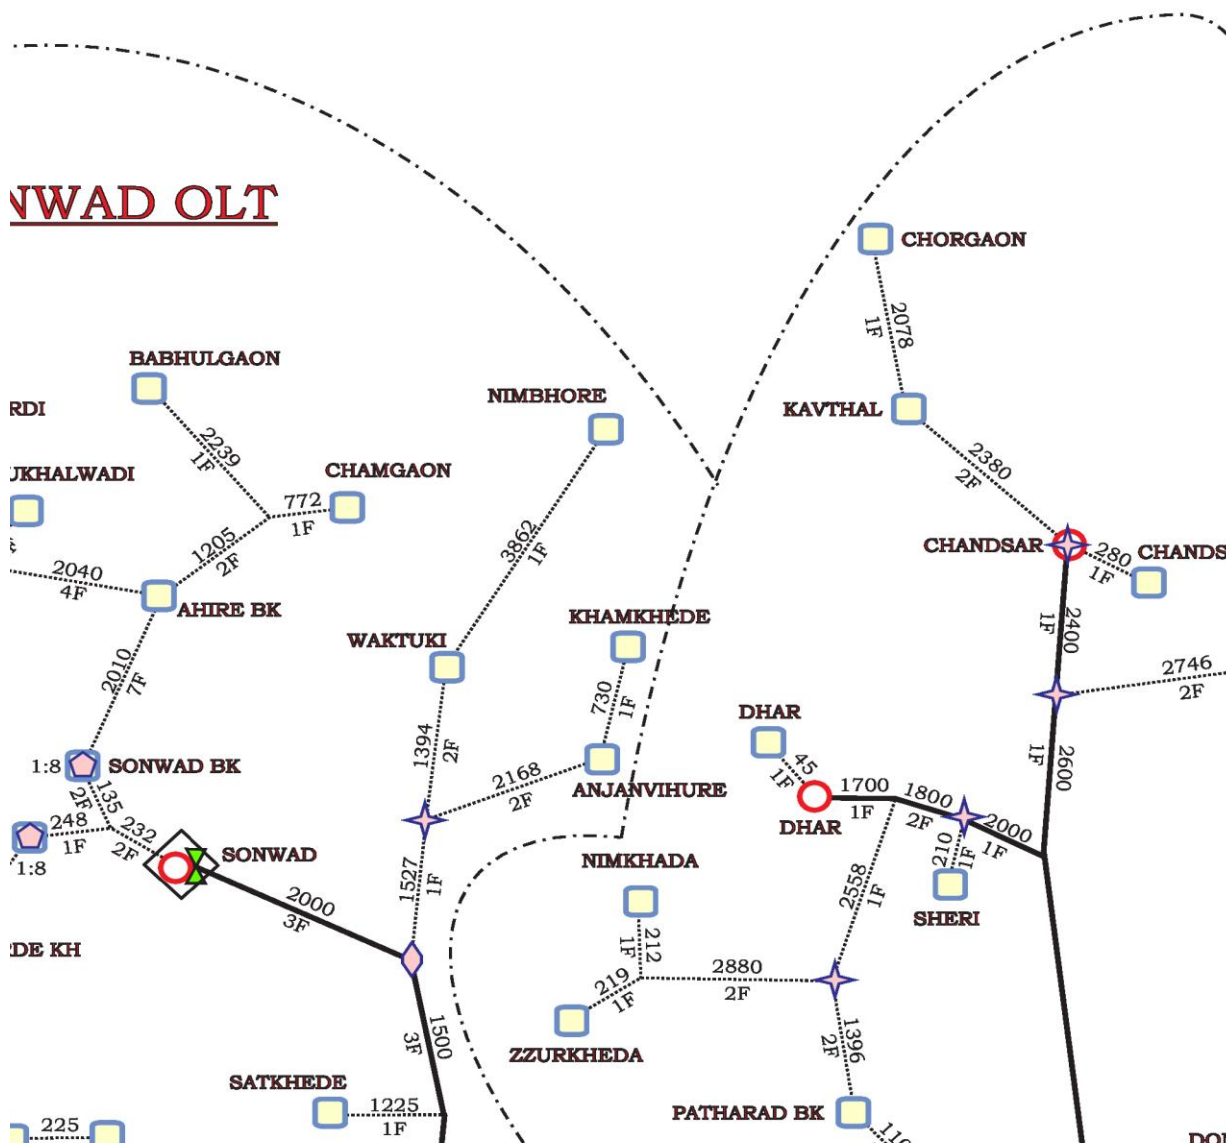 NWAD OLT
CHORGAON
2078
1F
BABHULGAON
NIMBHORE
KAVTHAL
RDI
2239
1F
2380
2F
UKHALWADI
CHAMGAON
772
1F
3862
1F
1205
2F
CHANDSAR
280
1F
CHANDS
2040
4F
AHIRE BK
KHAMKHEDE
2400
1F
WAKTUKI
2010
7F
730
1F
2746
2F
DHAR
1394
2F
1:8
SONWAD BK
2168
2F
ANJANVIHURE
45
1F
2600
1F
1700
1F
1800
2F
2000
1F
DHAR
135
2F
248
1F
232
2F
1:8
SONWAD
NIMKHADA
1527
1F
2558
1F
210
1F
SHERI
2000
3F
RDE KH
212
1F
219
1F
2880
2F
1500
3F
1396
2F
ZZURKHEDA
SATKHEDE
1225
1F
PATHARAD BK
225